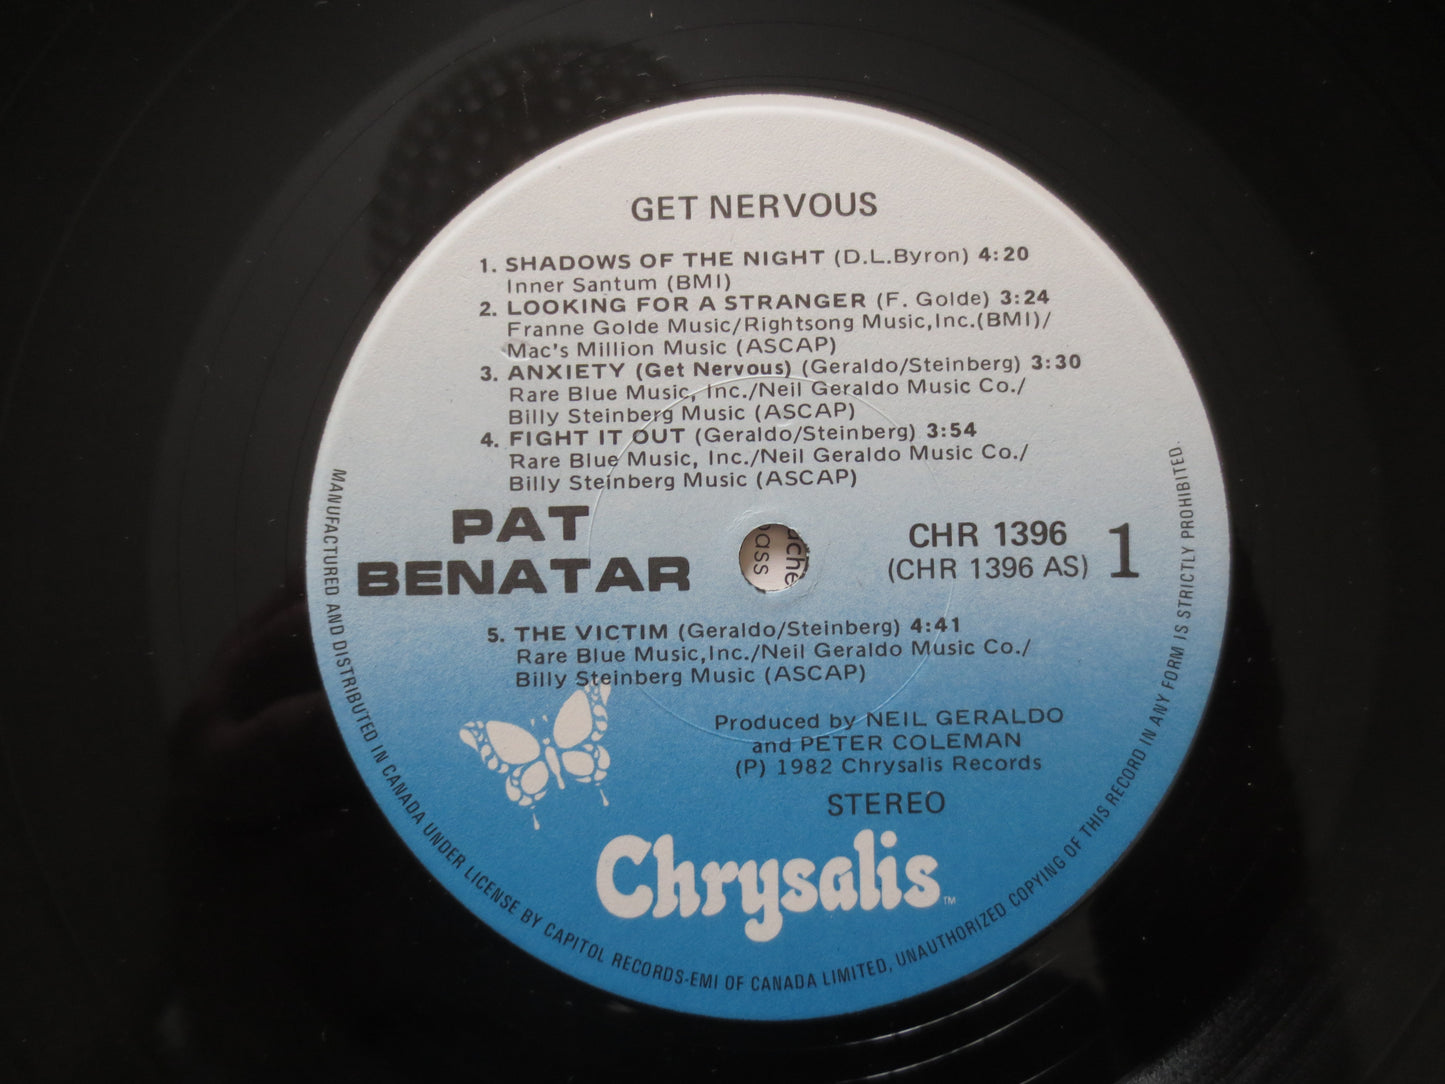 GET NERVOUS
1. SHADOWS OF THE NIGHT (D.L.Byron) 4:20
Inner Santum (BMI)
2. LOOKING FOR A STRANGER (F. Golde) 3:24
Franne Golde Music/Rightsong Music,Inc.(BMI)/
Mac's Million Music (ASCAP)
3. ANXIETY (Get Nervous) (Geraldo/Steinberg) 3:30
Rare Blue Music, Inc./Neil Geraldo Music Co./
Billy Steinberg Music (ASCAP)
4. FIGHT IT OUT (Geraldo/Steinberg) 3:54
Rare Blue Music, Inc./Neil Geraldo Music Co./
Billy Steinberg Music (ASCAP)
PAT
BENATAR
CHR 1396
(CHR 1396 AS)
1
5. THE VICTIM (Geraldo/Steinberg) 4:41
Rare Blue Music,Inc./Neil Geraldo Music Co./
Billy Steinberg Music (ASCAP)
Produced by NEIL GERALDO
and PETER COLEMAN
(P) 1982 Chrysalis Records
STEREO
Chrysalis TM
MANUFACTURED AND DISTRIBUTED IN CANADA UNDER LICENSE BY CAPITOL RECORDS-EMI OF CANADA LIMITED, UNAUTHORIZED COPYING OF THIS RECORD IN ANY FORM IS STRICTLY PROHIBITED.